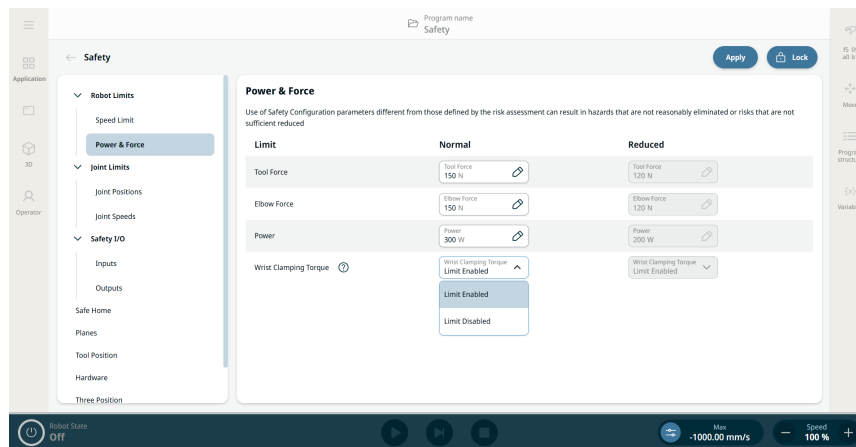 Program name
Safety
Safety
Apply
Lock
Application
3D
Operator
Robot Limits
Speed Limit
Power & Force
Joint Limits
Joint Positions
Joint Speeds
Safety I/O
Inputs
Outputs
Safe Home
Planes
Tool Position
Hardware
Three Position
Power & Force
Use of Safety Configuration parameters different from those defined by the risk assessment can result in hazards that are not reasonably eliminated or risks that are not
sufficient reduced
Limit Normal Reduced
Tool Force
Tool Force
150 N
Tool Force
120 N
Elbow Force
Elbow Force
150 N
Elbow Force
120 N
Power
Power
300 W
Power
200 W
Wrist Clamping Torque ?
Wrist Clamping Torque
Limit Enabled
Wrist Clamping Torque
Limit Enabled
Limit Enabled
Limit Disabled
Robot State
Off
Max
-1000.00 mm/s
Speed
100 %